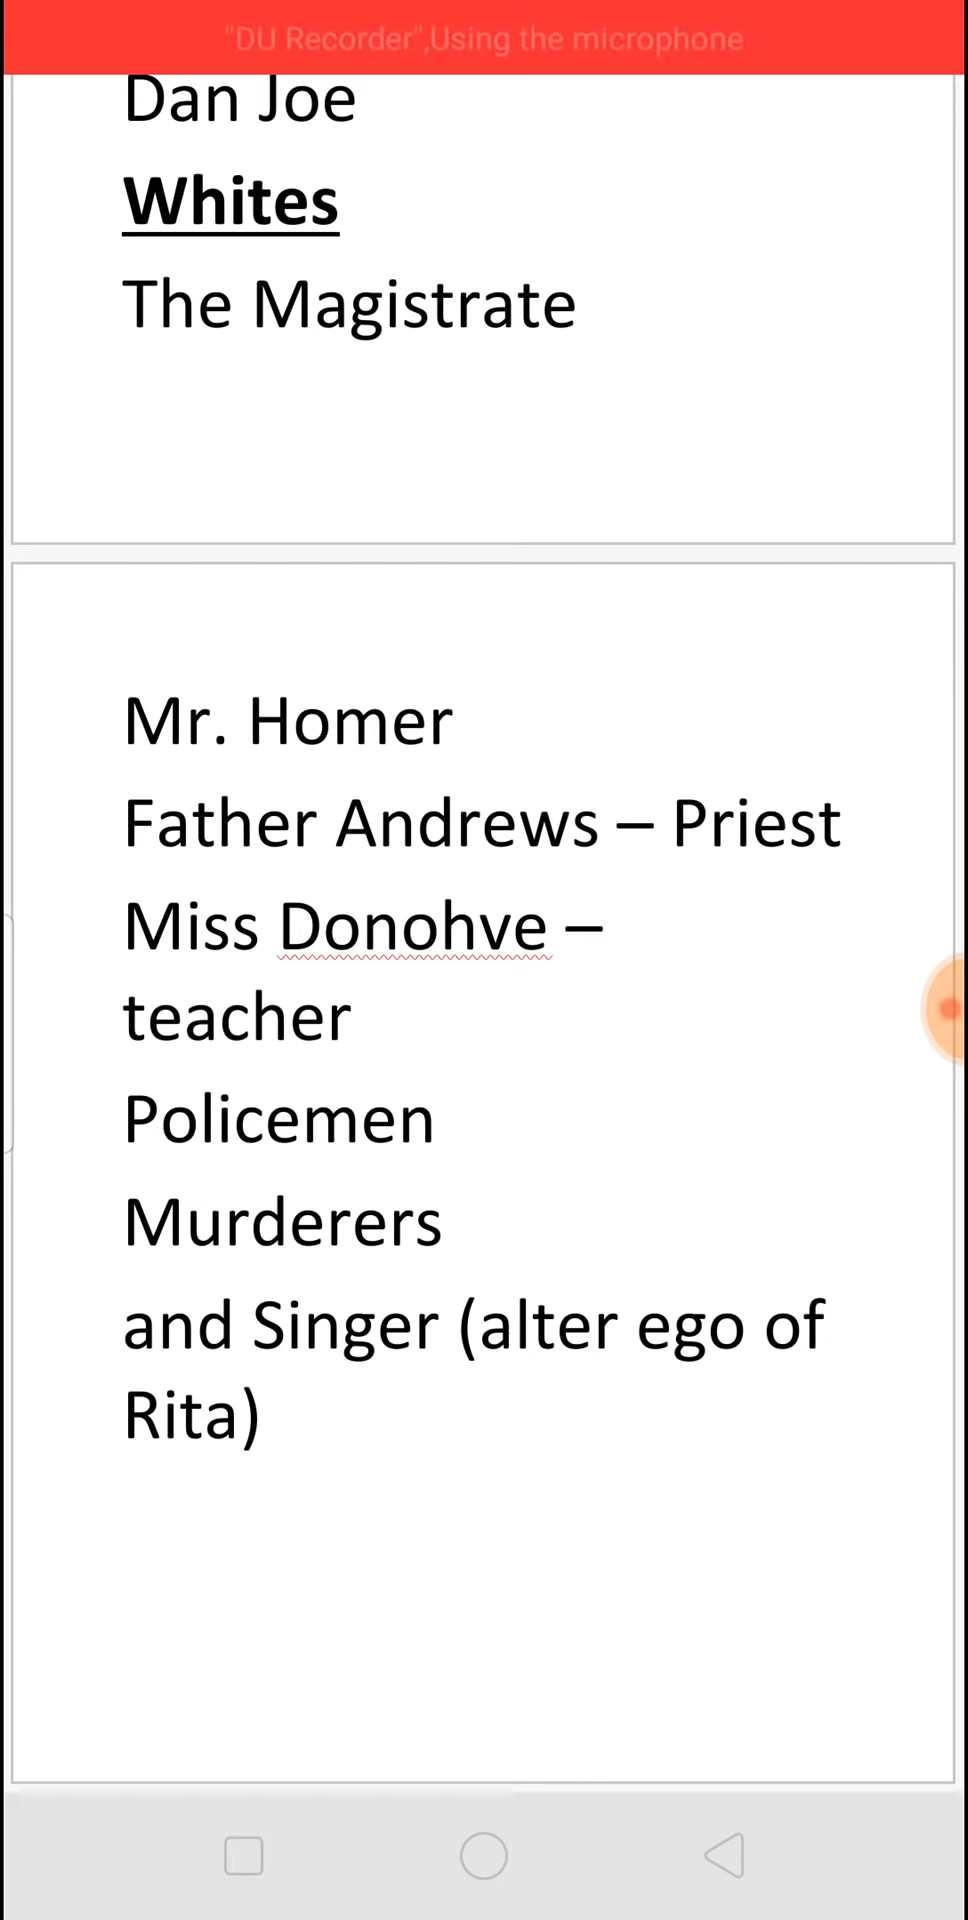 "DU Recorder",Using the microphone
Dan Joe
Whites
The Magistrate
Mr. Homer
Father Andrews – Priest
Miss Donohve –
teacher
Policemen
Murderers
and Singer (alter ego of
Rita)